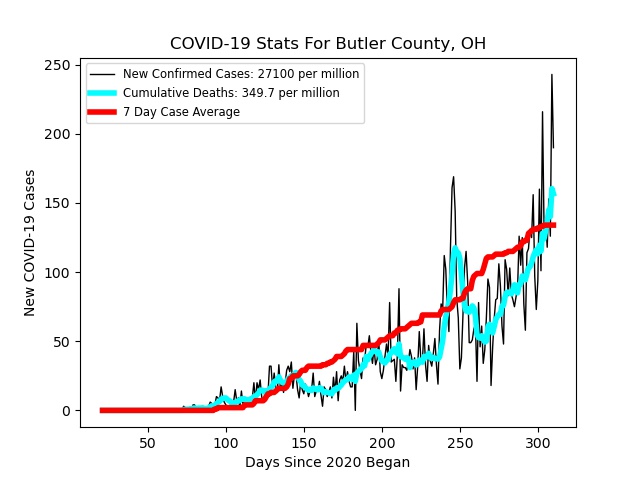 COVID-19 Stats For Butler County, OH
New Confirmed Cases: 27100 per million
Cumulative Deaths: 349.7 per million
7 Day Case Average
250
200
150
100
50
0
New COVID-19 Cases
50 100 150 200 250 300
Days Since 2020 Began